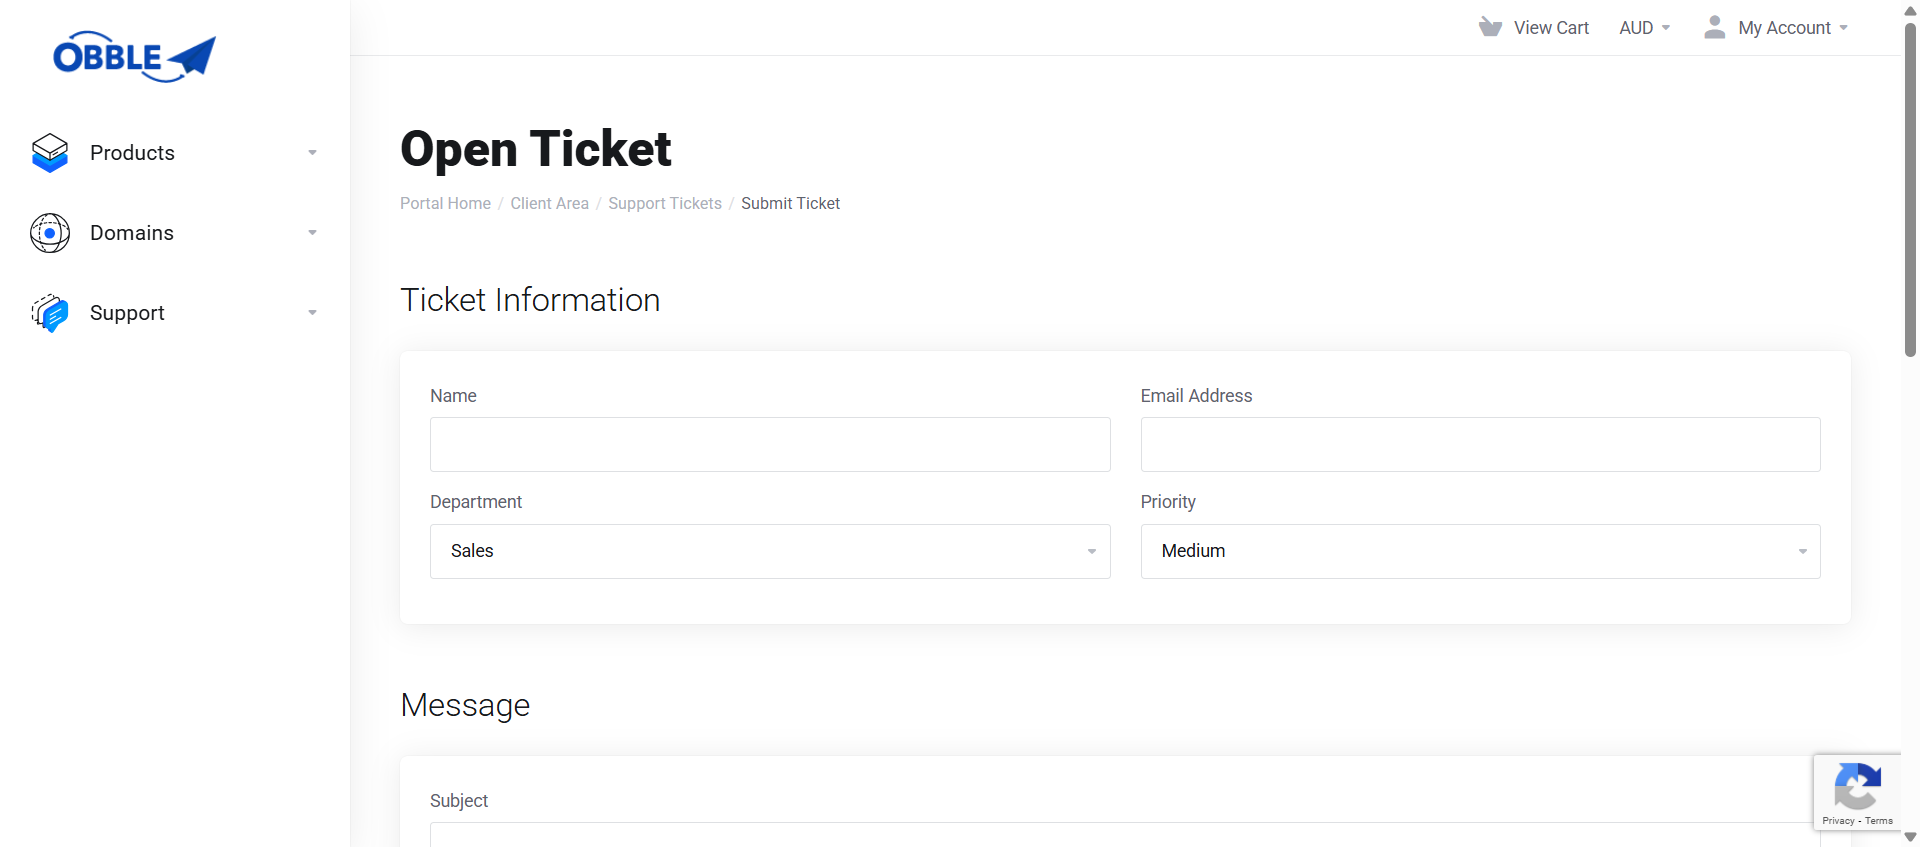 OBBLE
View Cart
AUD
My Account
Products
Domains
Support
Open Ticket
Portal Home / Client Area / Support Tickets / Submit Ticket
Ticket Information
Name
Email Address
Department
Priority
Sales
Medium
Message
Subject
Privacy - Terms